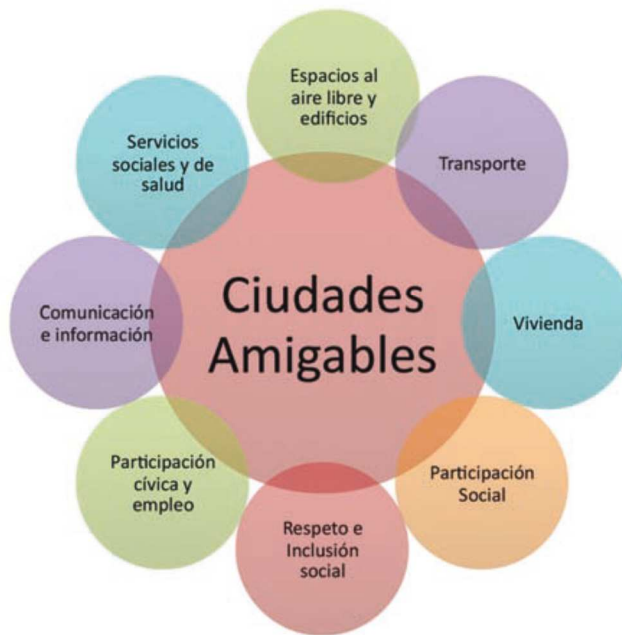 Espacios al
aire libre y
edificios
Transporte
Vivienda
Participación
Social
Respeto e
Inclusión
social
Participación
cívica y
empleo
Comunicación
e información
Servicios
sociales y de
salud
Ciudades
Amigables